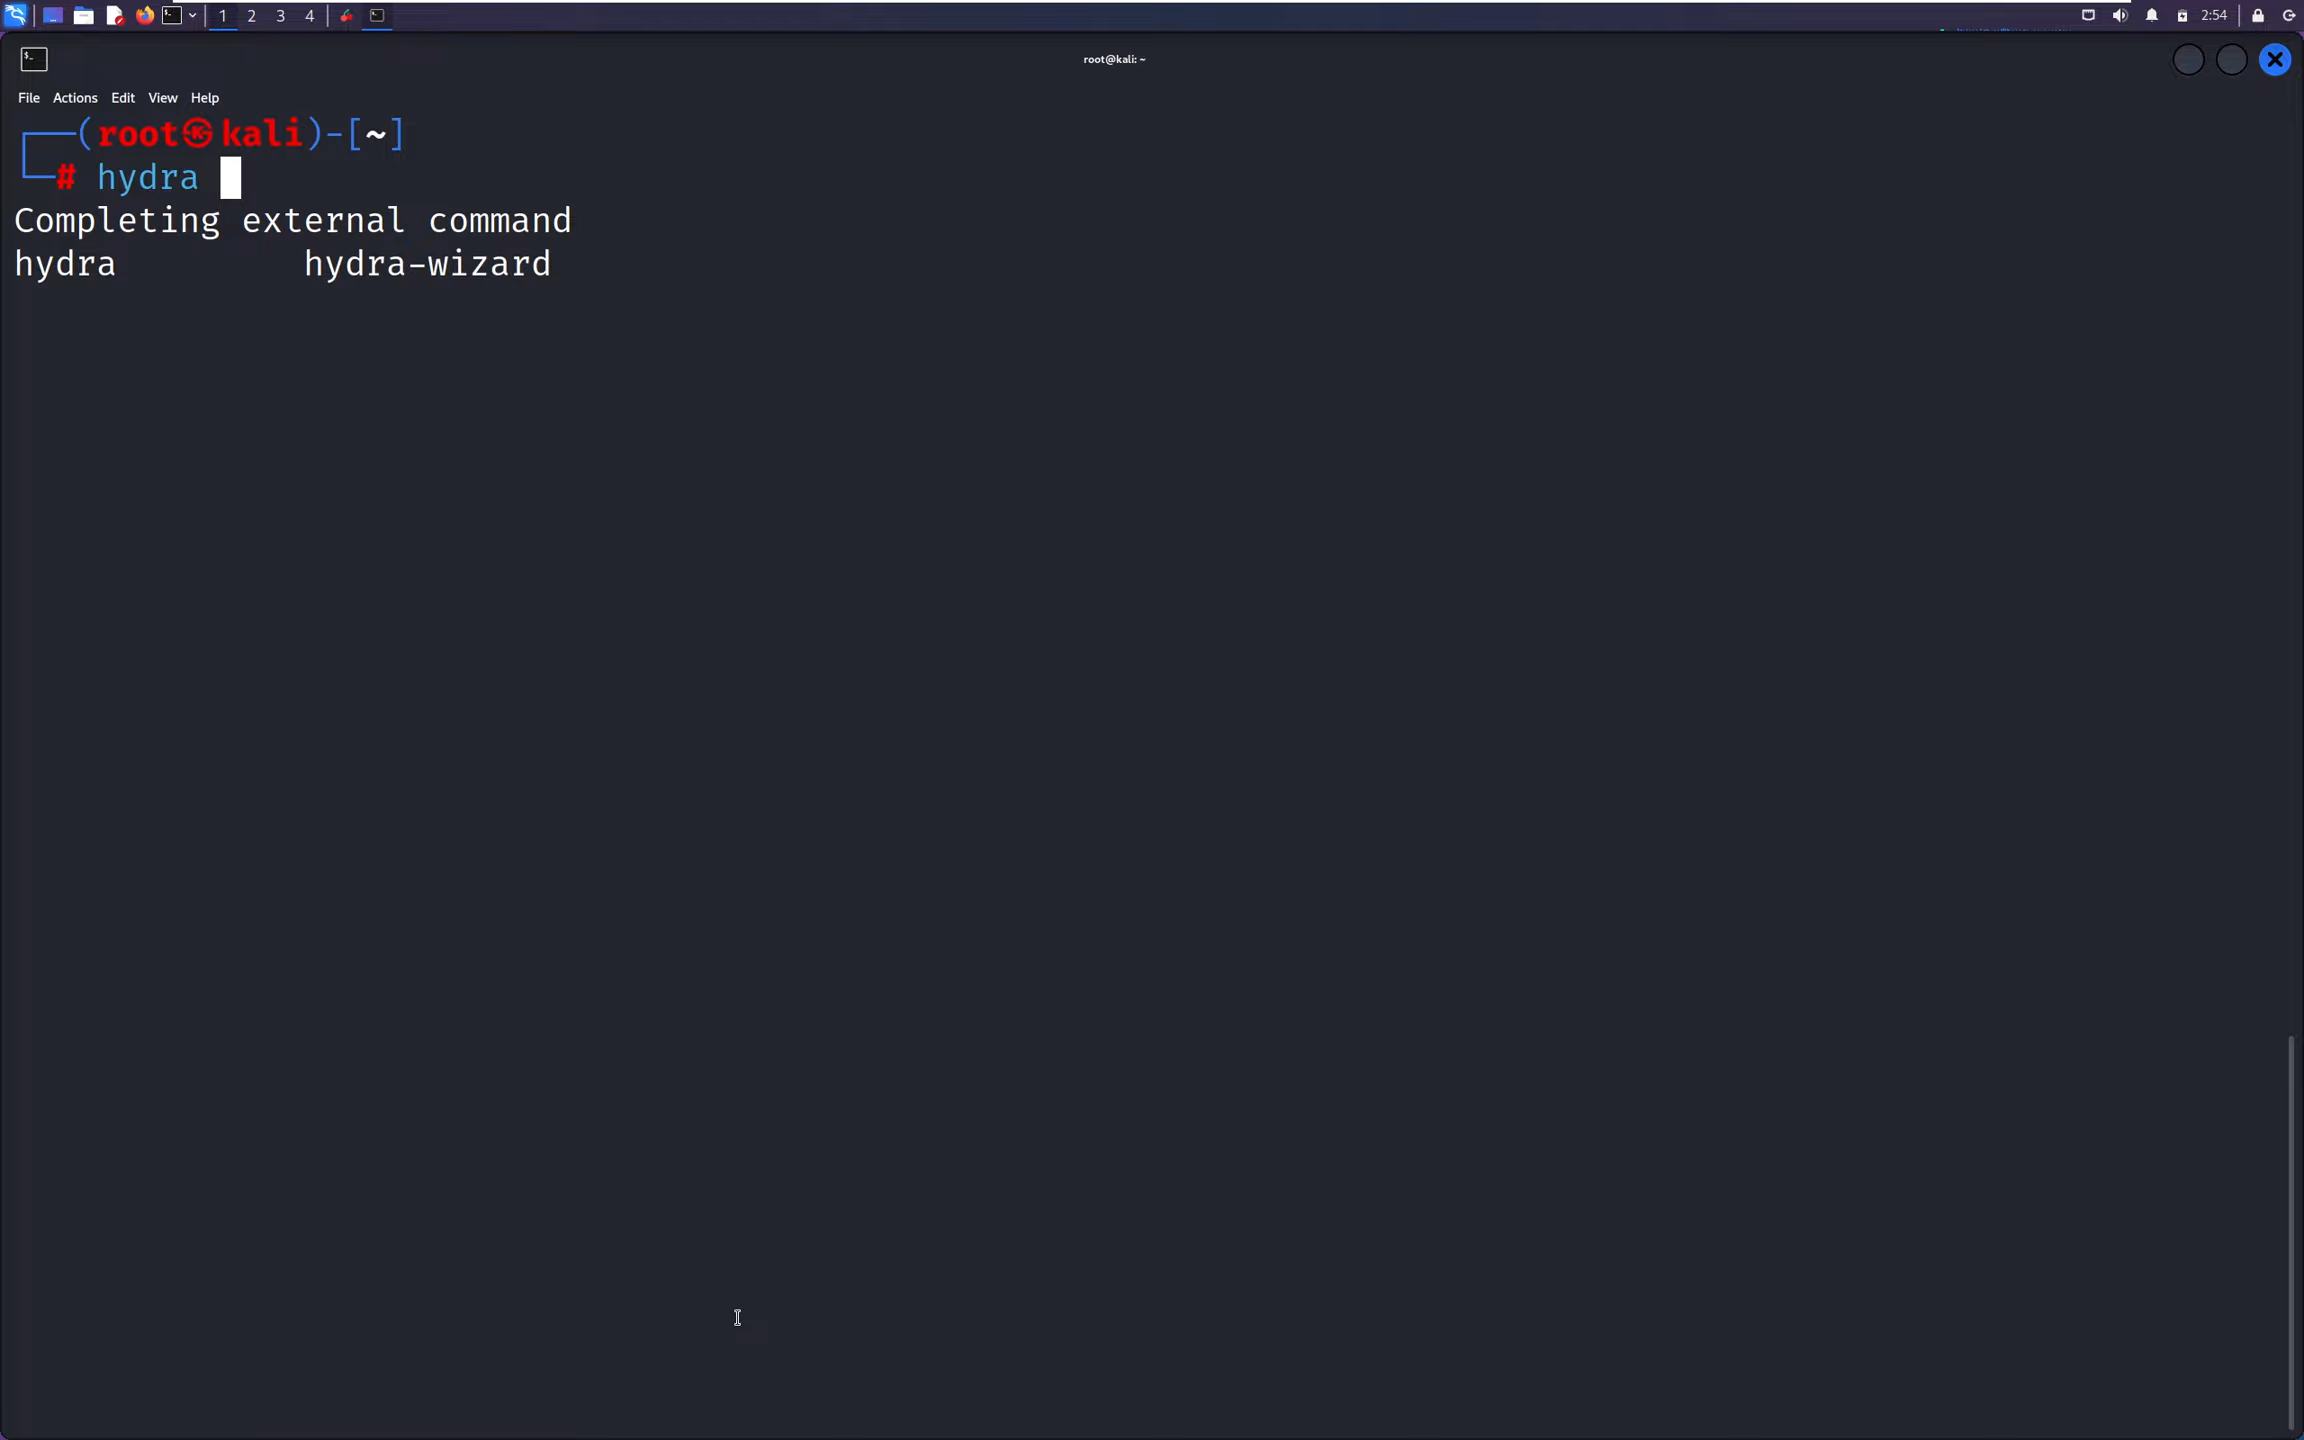 1 2 3 4 2:54
root@kali: ~
File Actions Edit View Help
┌──(root㉿kali)-[~]
└─# hydra
Completing external command
hydra hydra-wizard